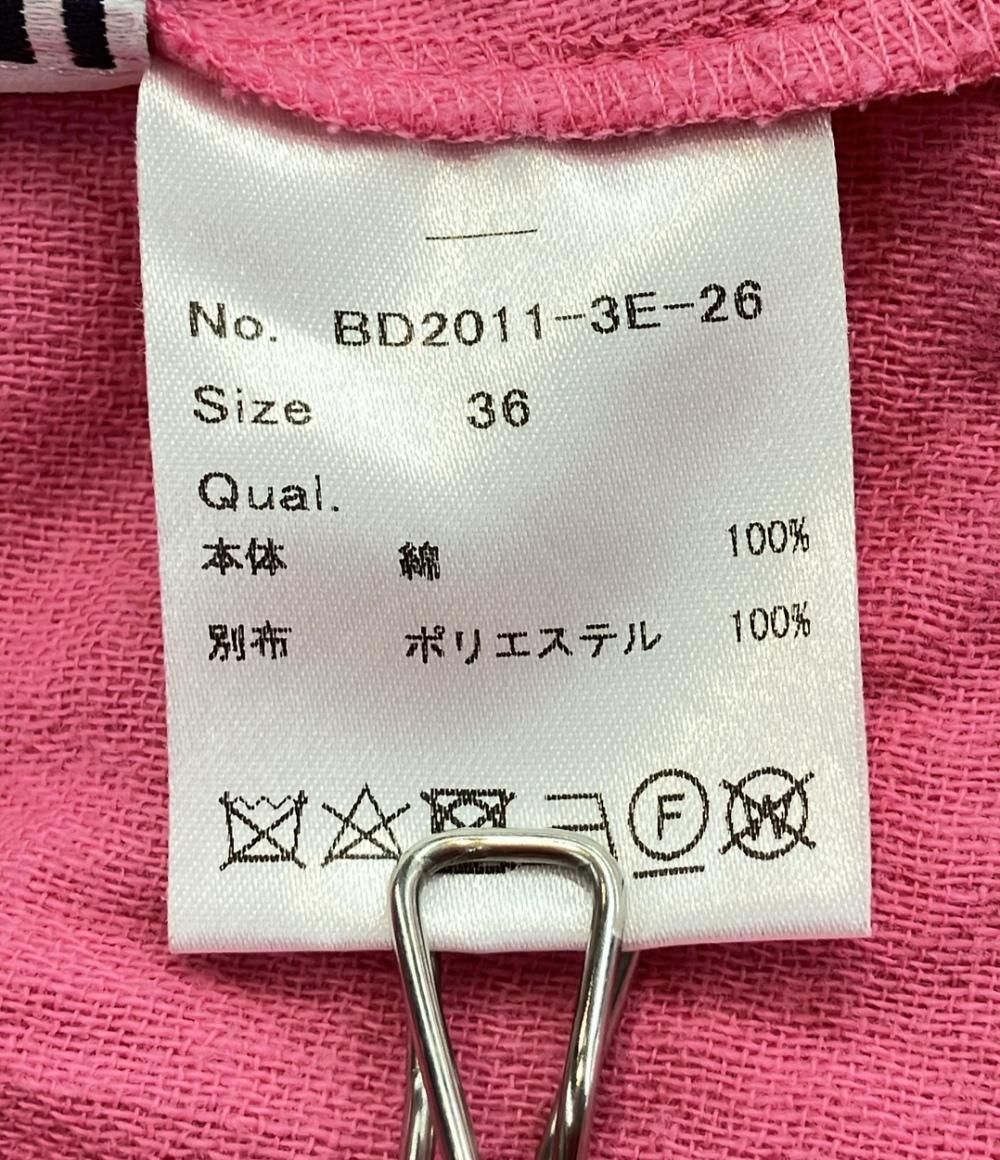 No. BD2011-3E-26
Size 36
Qual.
本体 綿 100%
別布 ポリエステル 100%
F W